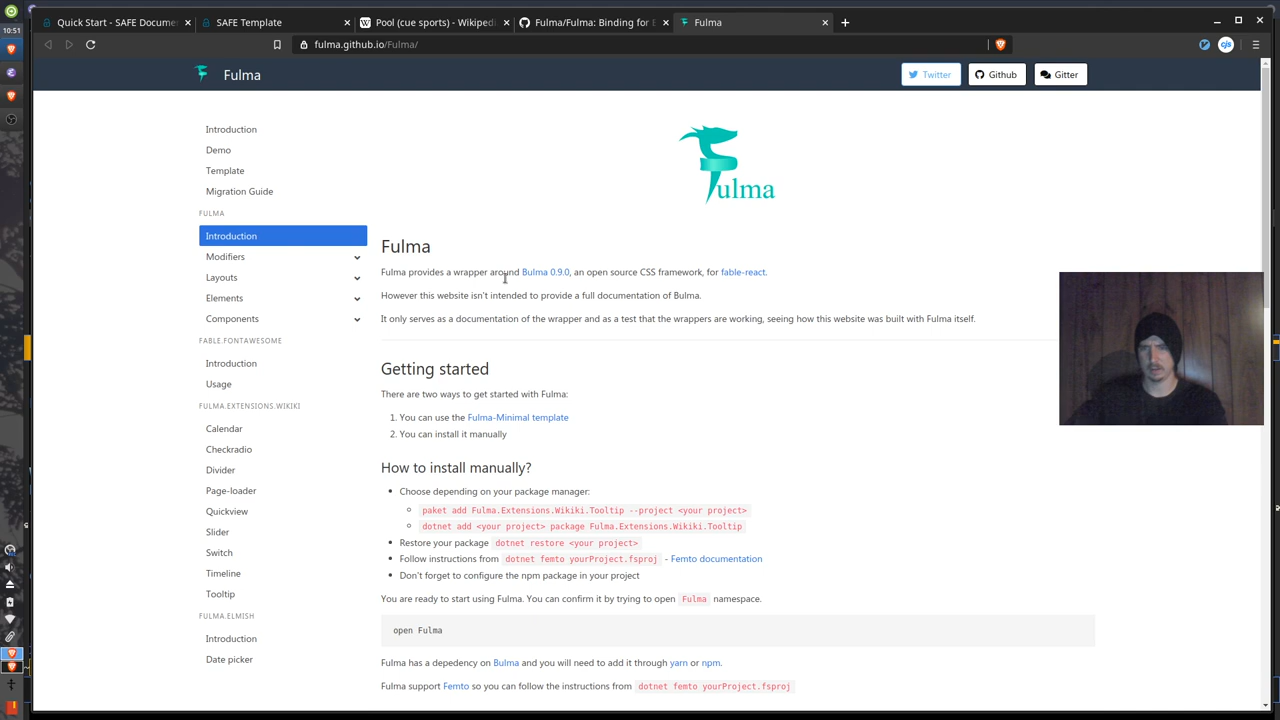 10:51
Quick Start - SAFE Docume
SAFE Template
Pool (cue sports) - Wikiped
Fulma/Fulma: Binding for E
Fulma
fulma.github.io/Fulma/
cjs
Fulma
Twitter
Github
Gitter
Introduction
Demo
Template
Migration Guide
FULMA
Introduction
Modifiers
Layouts
Elements
Components
FABLE.FONTAWESOME
Introduction
Usage
FULMA.EXTENSIONS.WIKIKI
Calendar
Checkradio
Divider
Page-loader
Quickview
Slider
Switch
Timeline
Tooltip
FULMA.ELMISH
Introduction
Date picker
Fulma
Fulma
Fulma provides a wrapper around Bulma 0.9.0, an open source CSS framework, for fable-react.
However this website isn't intended to provide a full documentation of Bulma.
It only serves as a documentation of the wrapper and as a test that the wrappers are working, seeing how this website was built with Fulma itself.
Getting started
There are two ways to get started with Fulma:
1. You can use the Fulma-Minimal template
2. You can install it manually
How to install manually?
• Choose depending on your package manager:
paket add Fulma.Extensions.Wikiki.Tooltip --project <your project>
dotnet add <your project> package Fulma.Extensions.Wikiki.Tooltip
• Restore your package dotnet restore <your project>
• Follow instructions from dotnet femto yourProject.fsproj - Femto documentation
• Don't forget to configure the npm package in your project
You are ready to start using Fulma. You can confirm it by trying to open Fulma namespace.
open Fulma
Fulma has a depedency on Bulma and you will need to add it through yarn or npm.
Fulma support Femto so you can follow the instructions from dotnet femto yourProject.fsproj